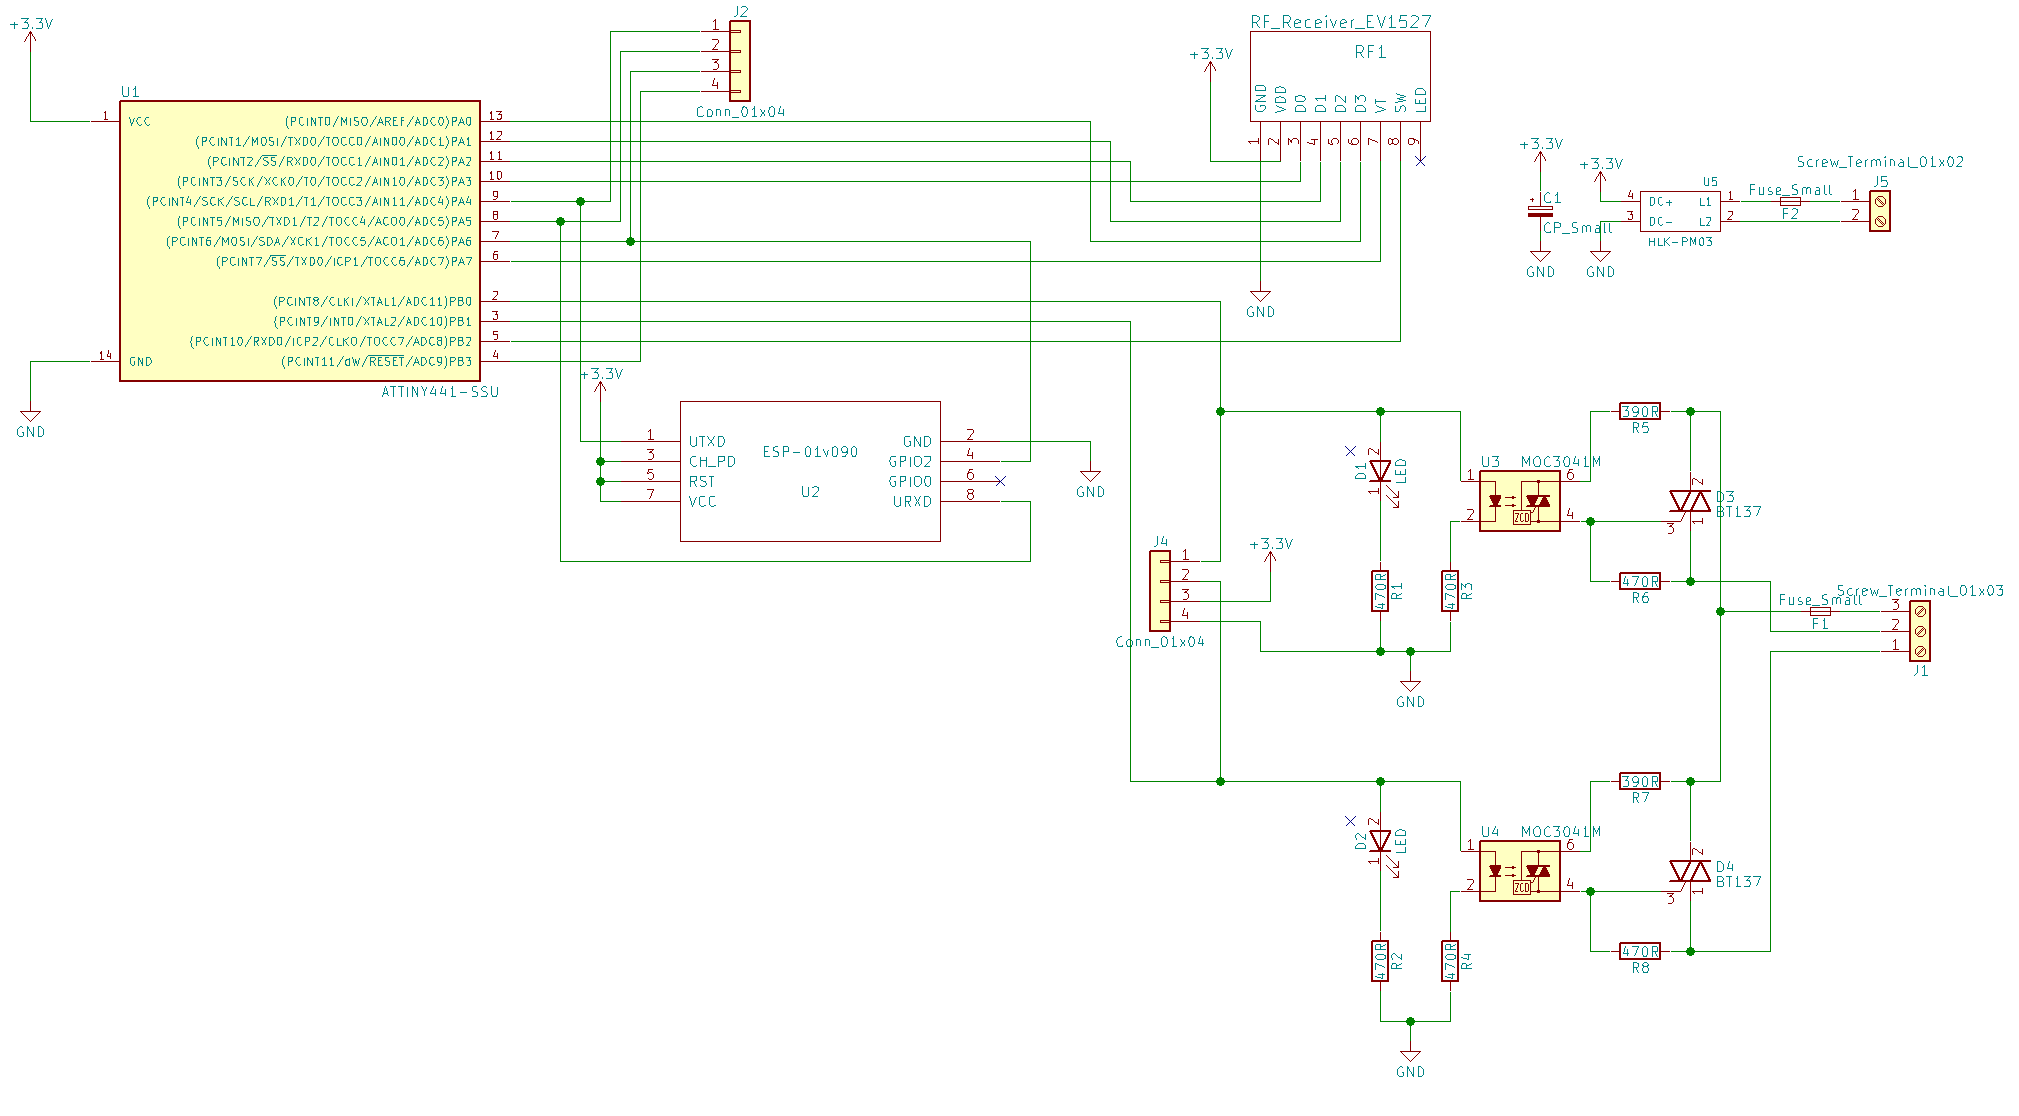 +3.3V
U1
1
VCC
14
GND
GND
(PCINT0/MISO/AREF/ADC0)PA0
13
(PCINT1/MOSI/TXD0/TOCC0/AIN00/ADC1)PA1
12
(PCINT2/SS/RXD0/TOCC1/AIN01/ADC2)PA2
11
(PCINT3/SCK/XCK0/T0/TOCC2/AIN10/ADC3)PA3
10
(PCINT4/SCK/SCL/RXD1/T1/TOCC3/AIN11/ADC4)PA4
9
(PCINT5/MISO/TXD1/T2/TOCC4/ACO0/ADC5)PA5
8
(PCINT6/MOSI/SDA/XCK1/TOCC5/ACO1/ADC6)PA6
7
(PCINT7/SS/TXD0/ICP1/TOCC6/ADC7)PA7
6
(PCINT8/CLKI/XTAL1/ADC11)PB0
2
(PCINT9/INT0/XTAL2/ADC10)PB1
3
(PCINT10/RXD0/ICP2/CLKO/TOCC7/ADC8)PB2
5
(PCINT11/dW/RESET/ADC9)PB3
4
ATTINY441-SSU
J2
1
2
3
4
Conn_01x04
+3.3V
1
UTXD
3
CH_PD
5
RST
7
VCC
ESP-01v090
U2
GND
2
GPIO2
4
GPIO0
6
URXD
8
GND
RF_Receiver_EV1527
RF1
+3.3V
GND
VDD
D0
D1
D2
D3
VT
SW
LED
1
2
3
4
5
6
7
8
9
GND
+3.3V
C1
CP_Small
GND
+3.3V
GND
U5
4
DC+
3
DC-
L1
1
L2
2
HLK-PM03
Fuse_Small
F2
Screw_Terminal_01x02
J5
1
2
J4
1
2
3
4
Conn_01x04
+3.3V
D1
LED
2
1
470R
R1
470R
R3
GND
U3
MOC3041M
1
2
6
4
ZCD
390R
R5
470R
R6
D3
BT137
2
1
3
Fuse_Small
F1
Screw_Terminal_01x03
3
2
1
J1
D2
LED
2
1
470R
R2
470R
R4
GND
U4
MOC3041M
1
2
6
4
ZCD
390R
R7
470R
R8
D4
BT137
2
1
3